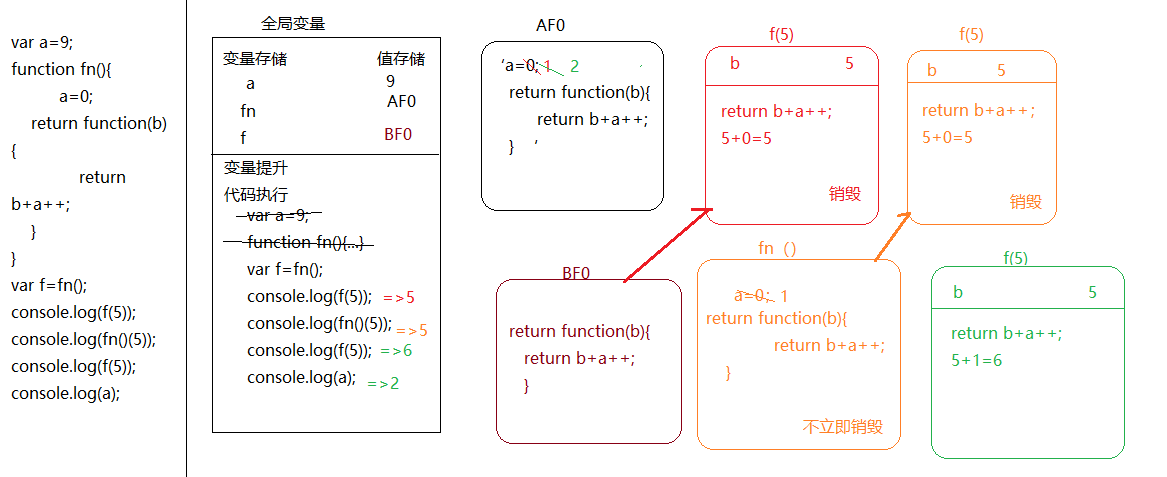 var a=9;
function fn(){
a=0;
return function(b)
{
return
b+a++;
}
}
var f=fn();
console.log(f(5));
console.log(fn()(5));
console.log(f(5));
console.log(a);
全局变量
变量存储 值存储
a 9
fn AF0
f BF0
变量提升
代码执行
var a=9;
function fn(){...}
var f=fn();
console.log(f(5)); =>5
console.log(fn()(5)); =>5
console.log(f(5)); =>6
console.log(a); =>2
AF0
‘a=0; 1 2
return function(b){
return b+a++;
} ‘
f(5)
b 5
return b+a++;
5+0=5
销毁
f(5)
b 5
return b+a++;
5+0=5
销毁
BF0
return function(b){
return b+a++;
}
fn（）
a=0; 1
return function(b){
return b+a++;
}
不立即销毁
f(5)
b 5
return b+a++;
5+1=6